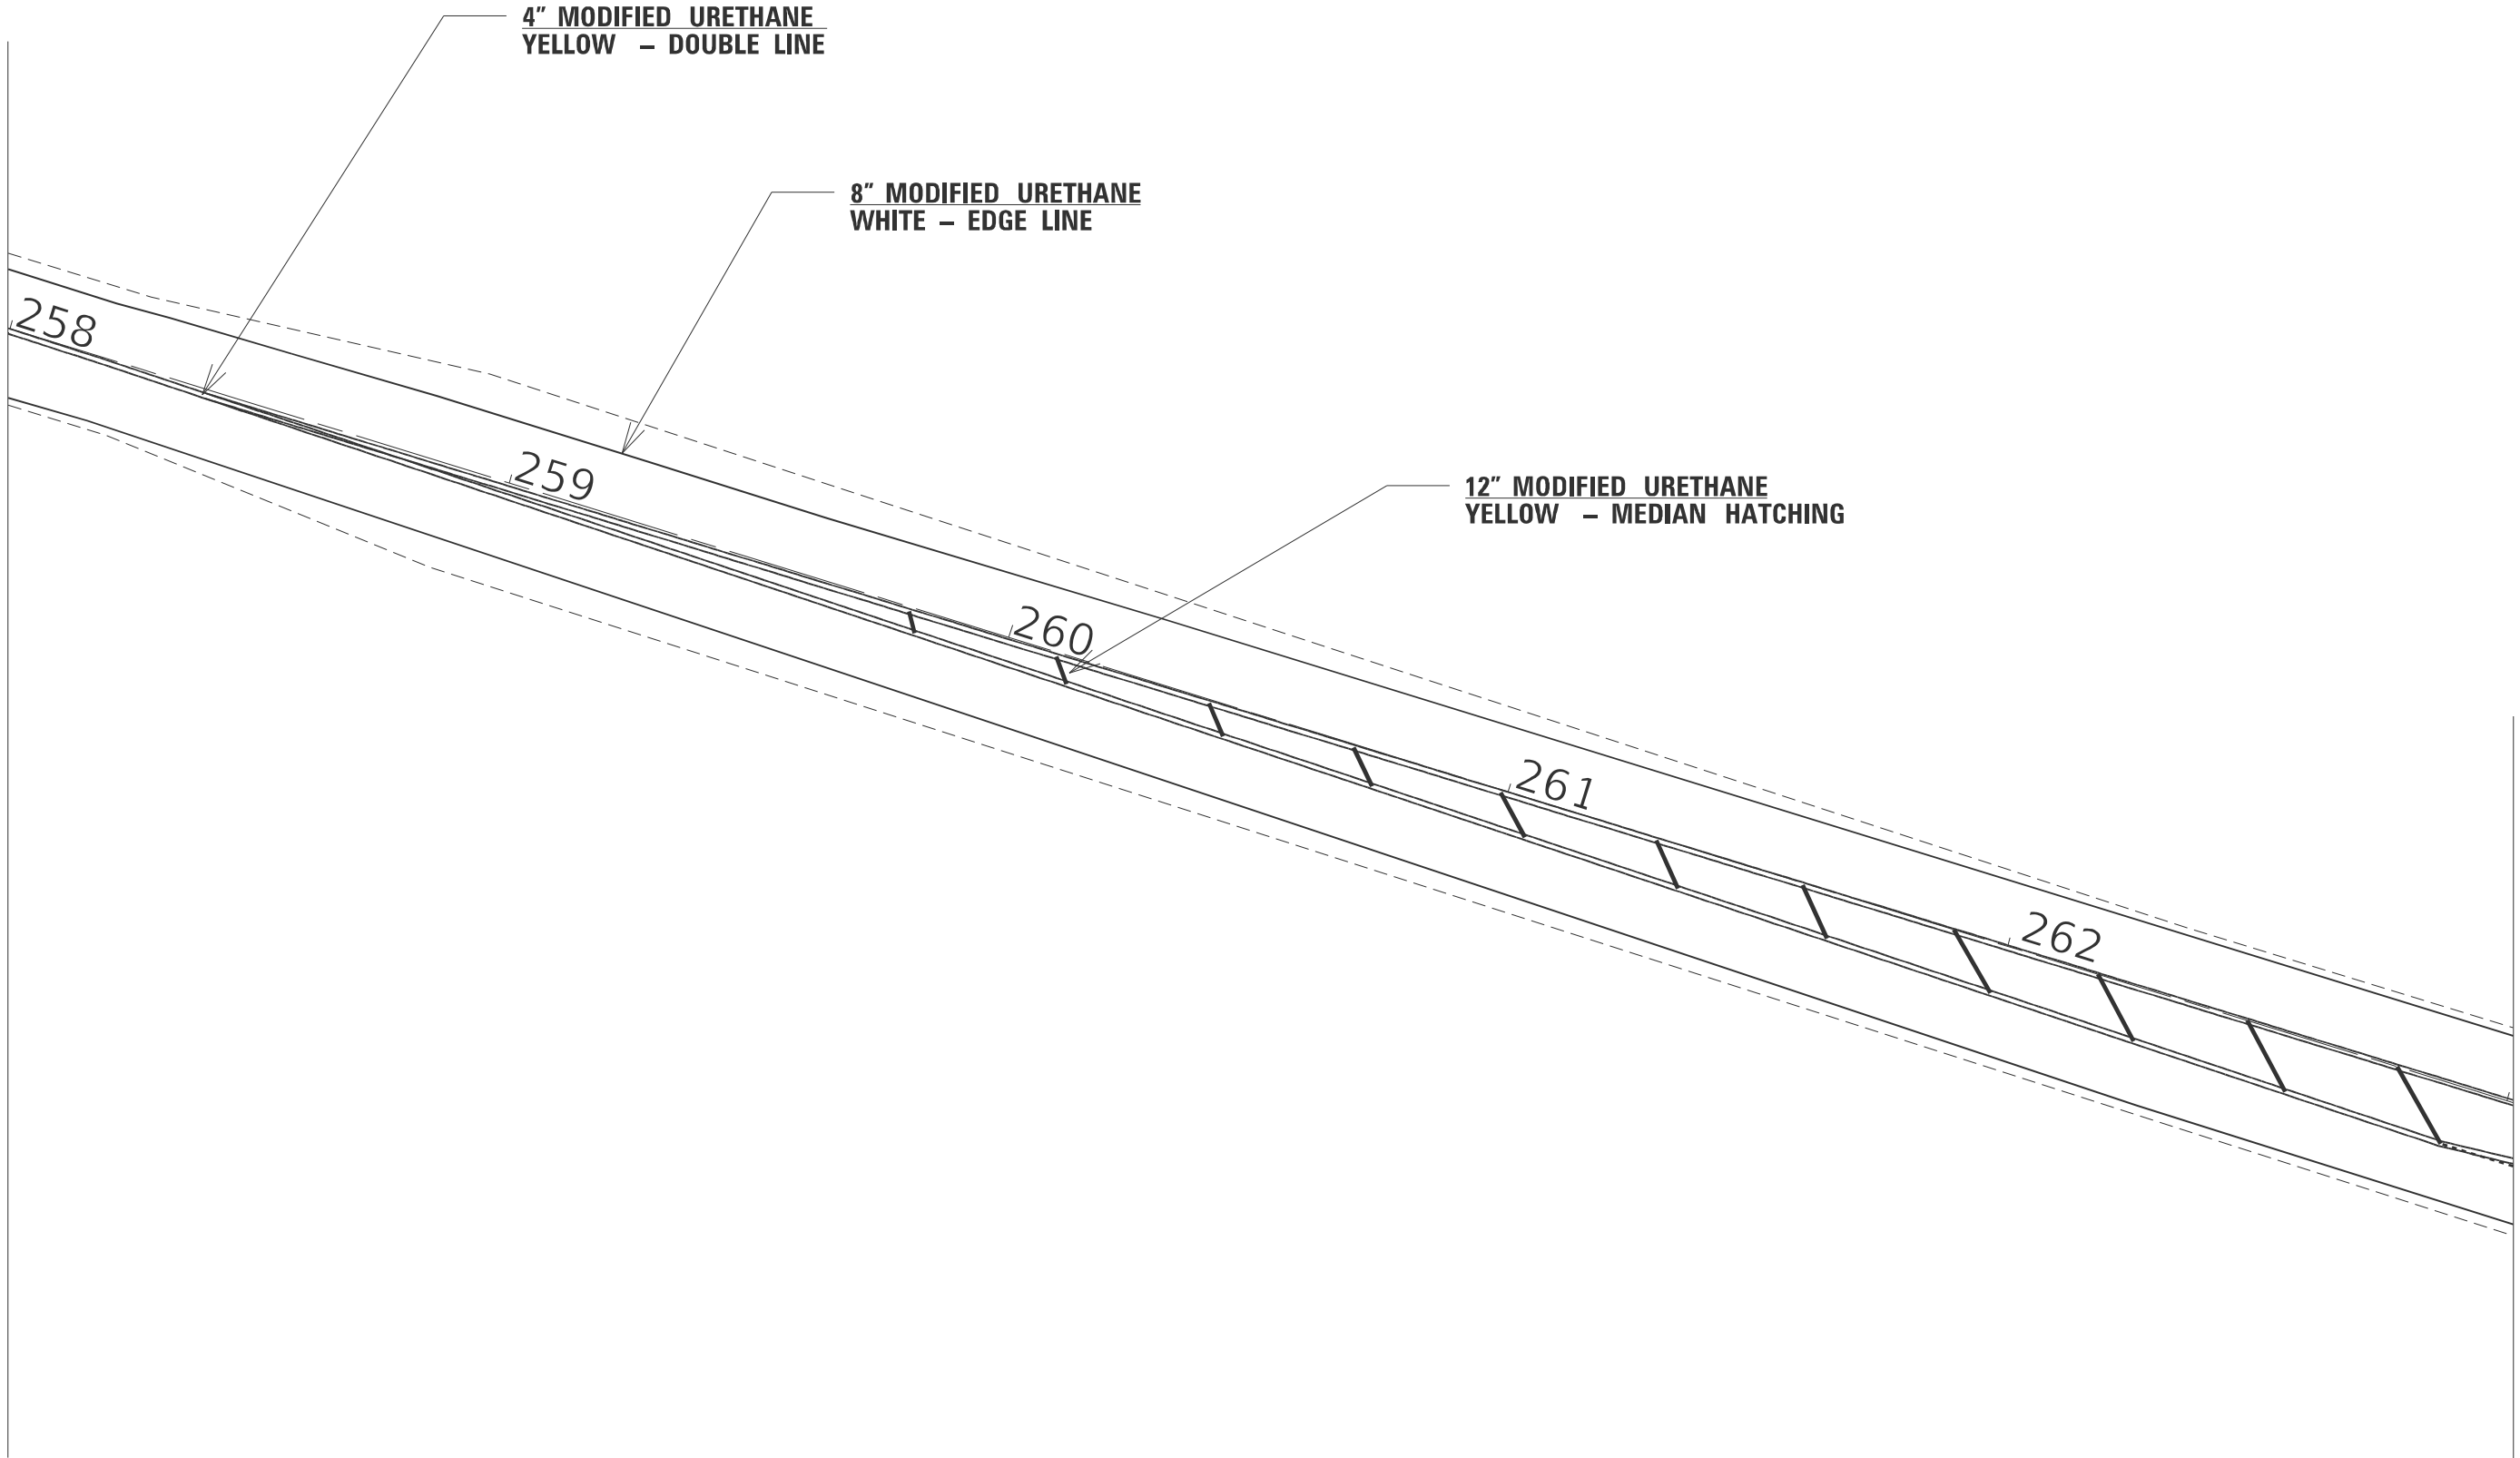 4" MODIFIED URETHANE
YELLOW – DOUBLE LINE
8" MODIFIED URETHANE
WHITE – EDGE LINE
258
259
12" MODIFIED URETHANE
YELLOW – MEDIAN HATCHING
260
261
262